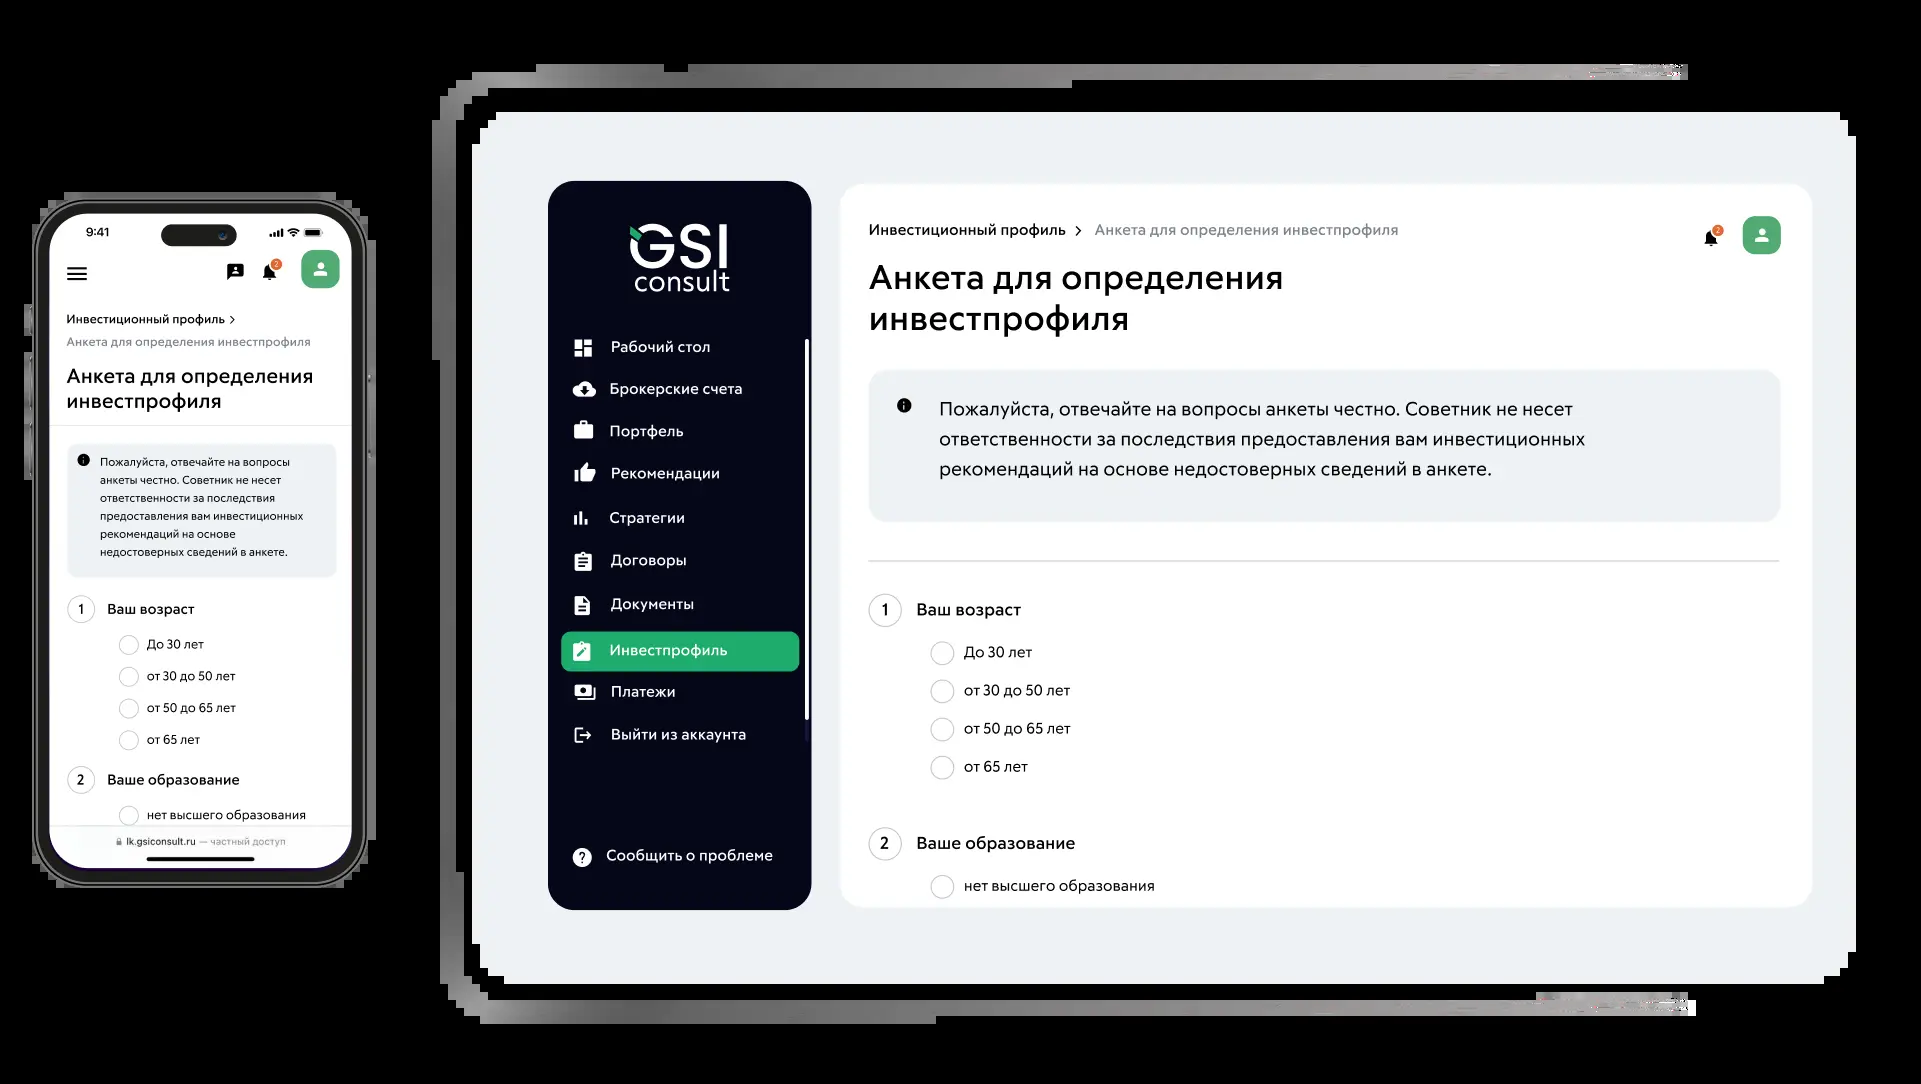 9:41
2
Инвестиционный профиль >
Анкета для определения инвестпрофиля
Анкета для определения
инвестпрофиля
Пожалуйста, отвечайте на вопросы
анкеты честно. Советник не несет
ответственности за последствия
предоставления вам инвестиционных
рекомендаций на основе
недостоверных сведений в анкете.
1 Ваш возраст
До 30 лет
от 30 до 50 лет
от 50 до 65 лет
от 65 лет
2 Ваше образование
нет высшего образования
lk.gsiconsult.ru — частный доступ
GSI
consult
Рабочий стол
Брокерские счета
Портфель
Рекомендации
Стратегии
Договоры
Документы
Инвестпрофиль
Платежи
Выйти из аккаунта
Сообщить о проблеме
Инвестиционный профиль > Анкета для определения инвестпрофиля
2
Анкета для определения
инвестпрофиля
Пожалуйста, отвечайте на вопросы анкеты честно. Советник не несет
ответственности за последствия предоставления вам инвестиционных
рекомендаций на основе недостоверных сведений в анкете.
1 Ваш возраст
До 30 лет
от 30 до 50 лет
от 50 до 65 лет
от 65 лет
2 Ваше образование
нет высшего образования